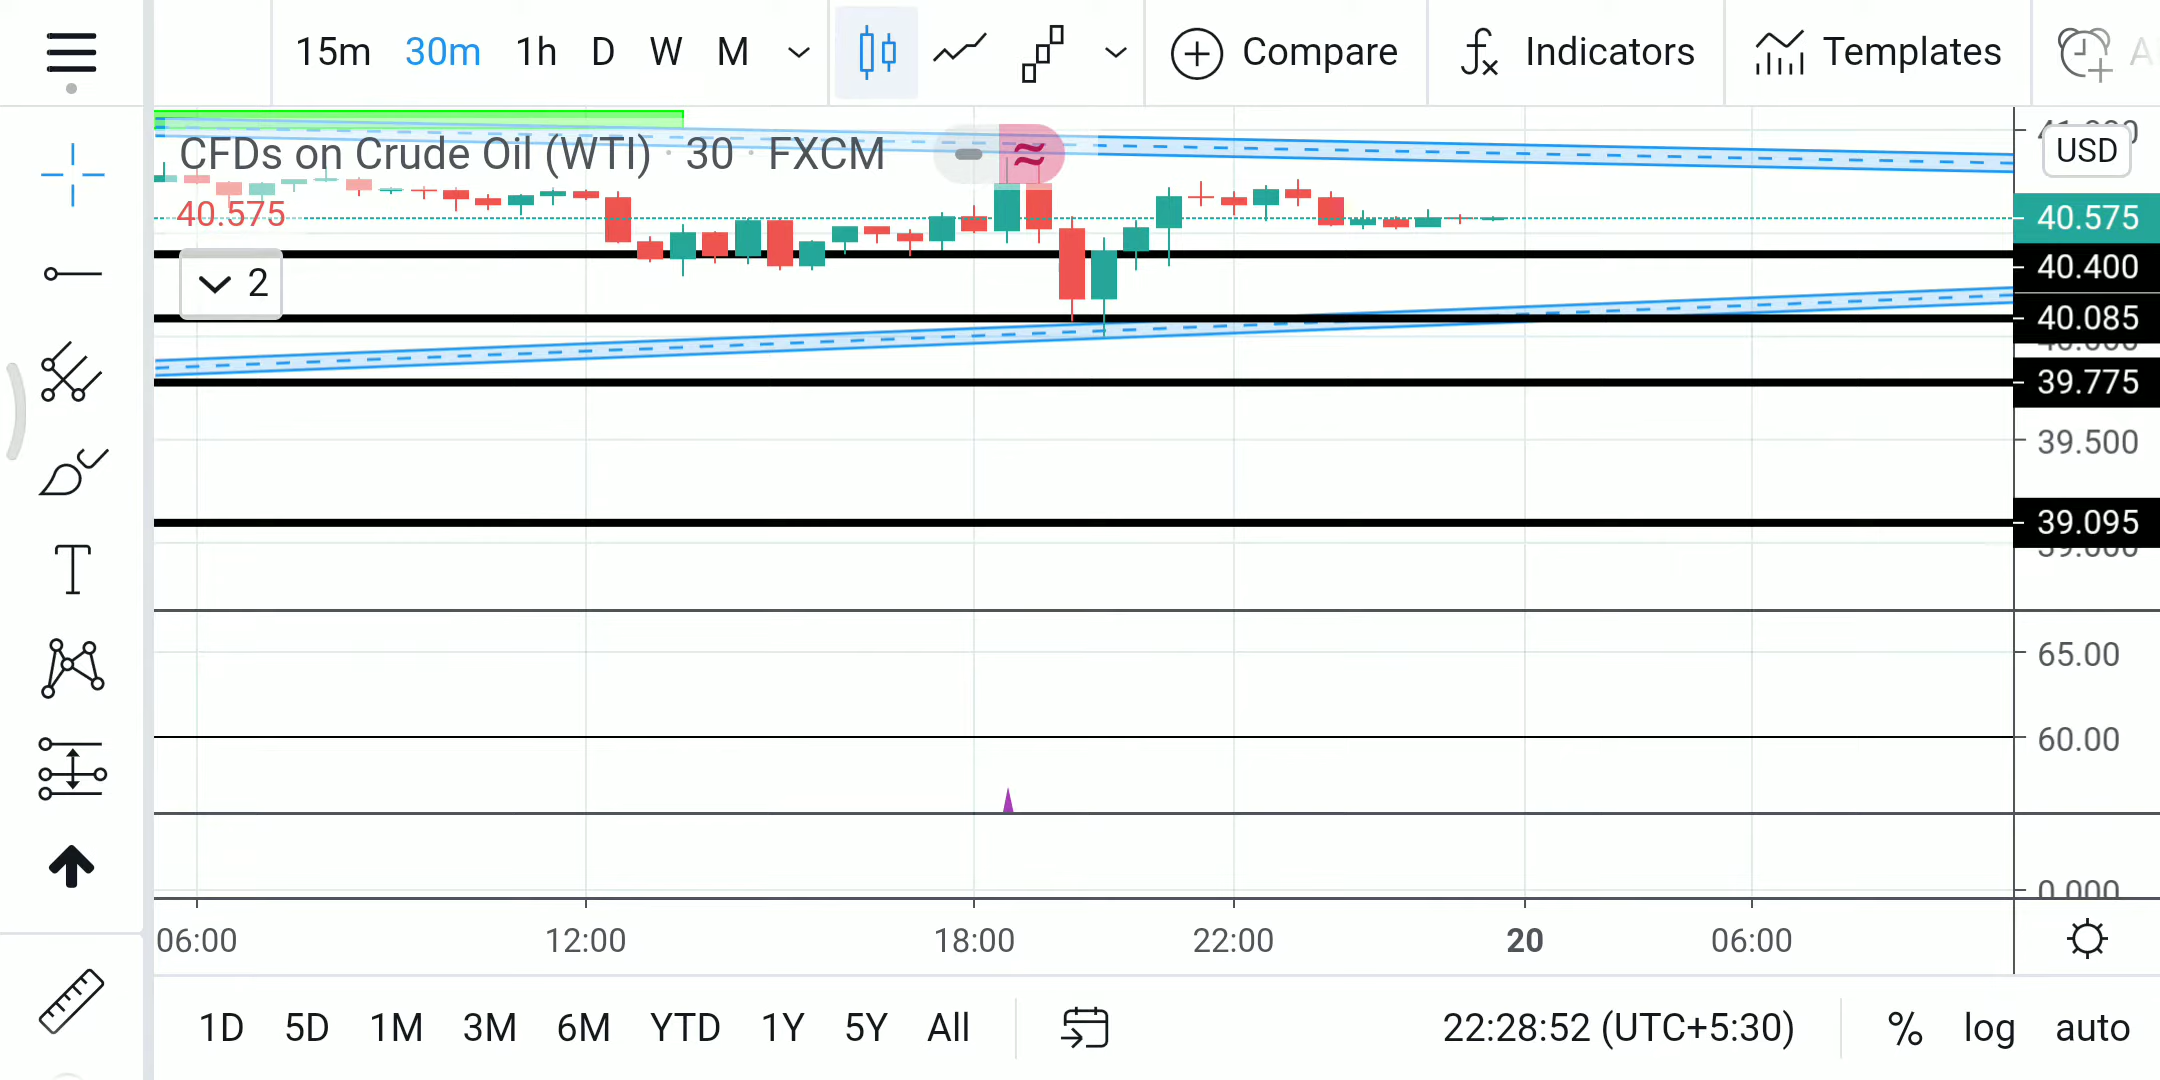 15m 30m 1h D W M Compare Indicators Templates
CFDs on Crude Oil (WTI) · 30 · FXCM
USD
40.575
40.575
2
40.400
40.085
39.775
39.500
39.095
65.00
60.00
0.000
06:00 12:00 18:00 22:00 20 06:00
1D 5D 1M 3M 6M YTD 1Y 5Y All 22:28:52 (UTC+5:30) % log auto